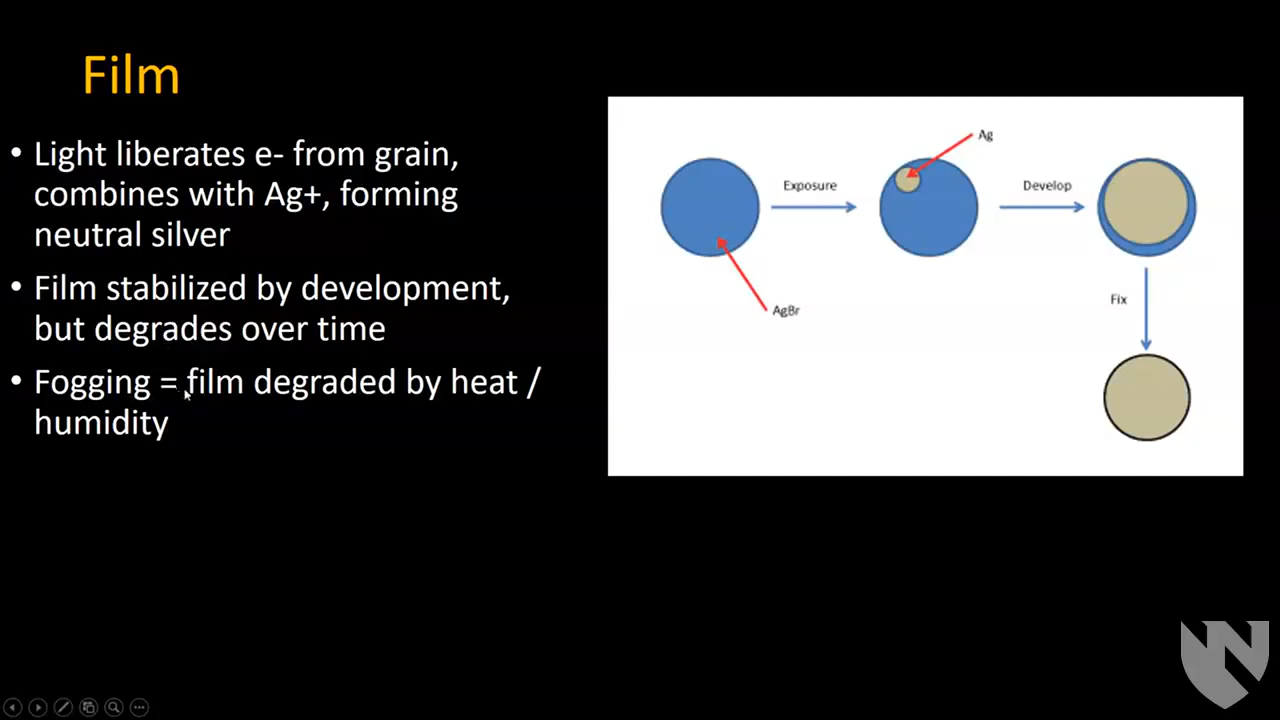 Film
• Light liberates e- from grain,
combines with Ag+, forming
neutral silver
• Film stabilized by development,
but degrades over time
• Fogging = film degraded by heat /
humidity
Ag
Exposure
Develop
AgBr
Fix
N